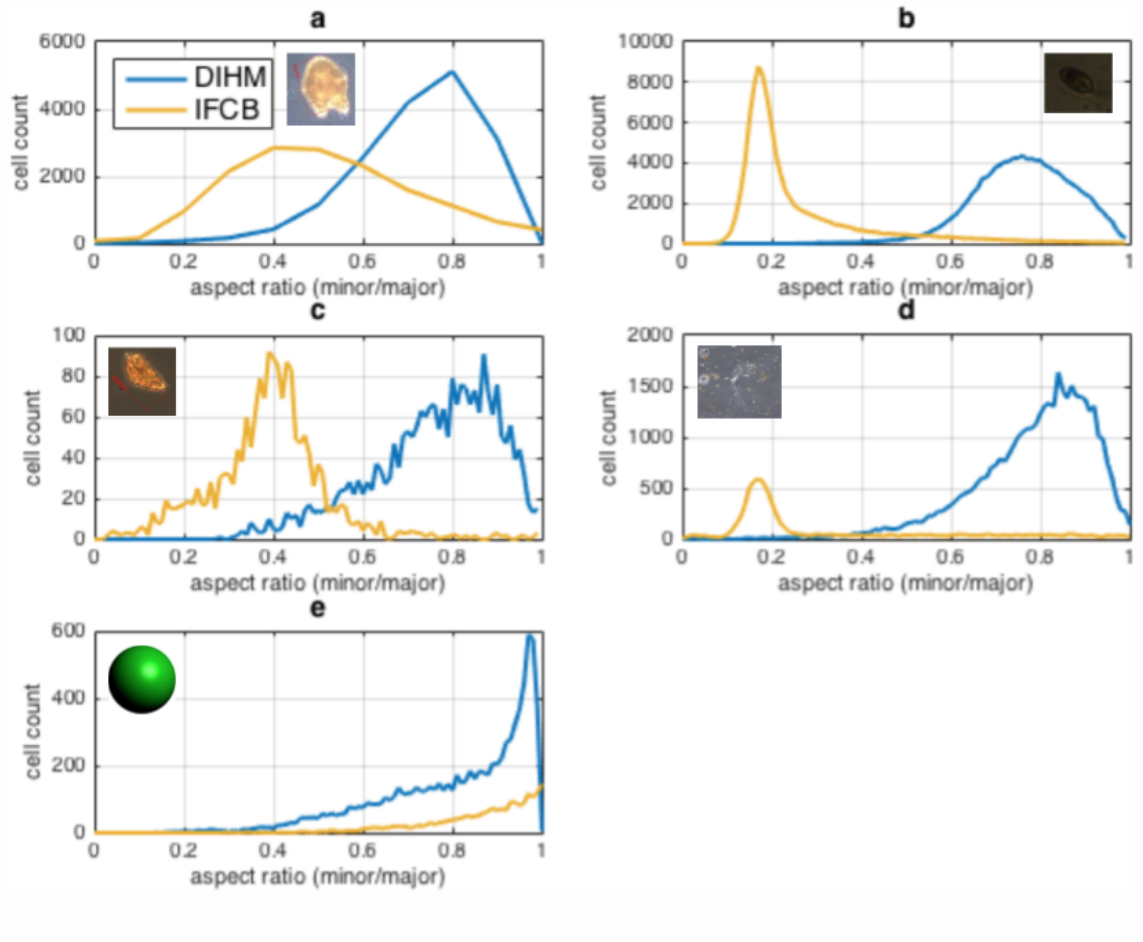 a
6000
4000
2000
0
cell count
DIHM
IFCB
0 0.2 0.4 0.6 0.8 1
aspect ratio (minor/major)
b
10000
8000
6000
4000
2000
0
cell count
0 0.2 0.4 0.6 0.8 1
aspect ratio (minor/major)
c
100
80
60
40
20
0
cell count
0 0.2 0.4 0.6 0.8 1
aspect ratio (minor/major)
d
2000
1500
1000
500
0
cell count
0 0.2 0.4 0.6 0.8 1
aspect ratio (minor/major)
e
600
400
200
0
cell count
0 0.2 0.4 0.6 0.8 1
aspect ratio (minor/major)